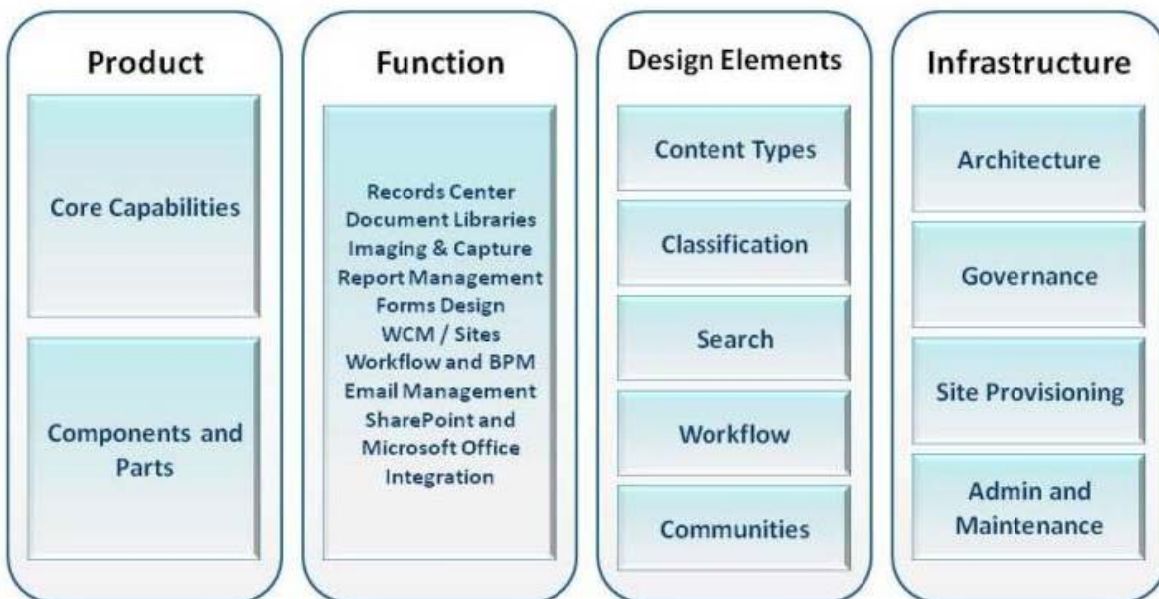 Product
Core Capabilities
Components and
Parts
Function
Records Center
Document Libraries
Imaging & Capture
Report Management
Forms Design
WCM / Sites
Workflow and BPM
Email Management
SharePoint and
Microsoft Office
Integration
Design Elements
Content Types
Classification
Search
Workflow
Communities
Infrastructure
Architecture
Governance
Site Provisioning
Admin and
Maintenance